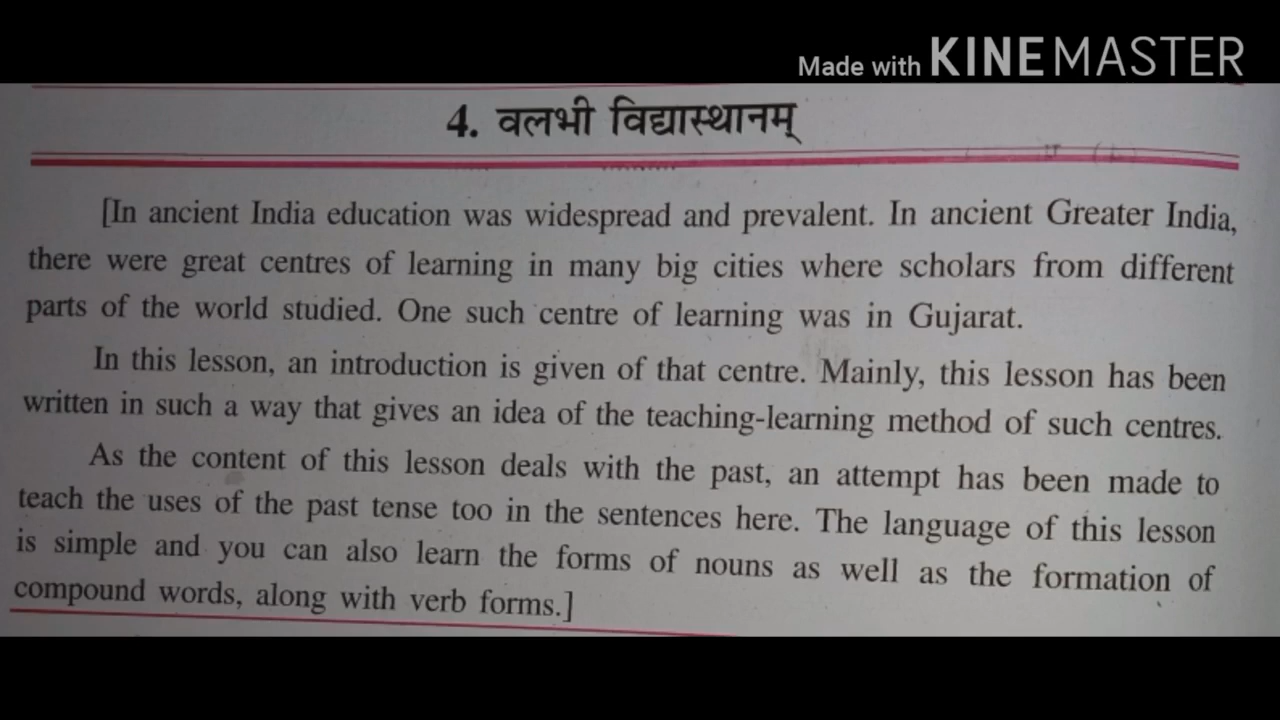 Made with KINEMASTER
4. वलभी विद्यास्थानम्
[In ancient India education was widespread and prevalent. In ancient Greater India,
there were great centres of learning in many big cities where scholars from different
parts of the world studied. One such centre of learning was in Gujarat.
In this lesson, an introduction is given of that centre. Mainly, this lesson has been
written in such a way that gives an idea of the teaching-learning method of such centres.
As the content of this lesson deals with the past, an attempt has been made to
teach the uses of the past tense too in the sentences here. The language of this lesson
is simple and you can also learn the forms of nouns as well as the formation of
compound words, along with verb forms.]